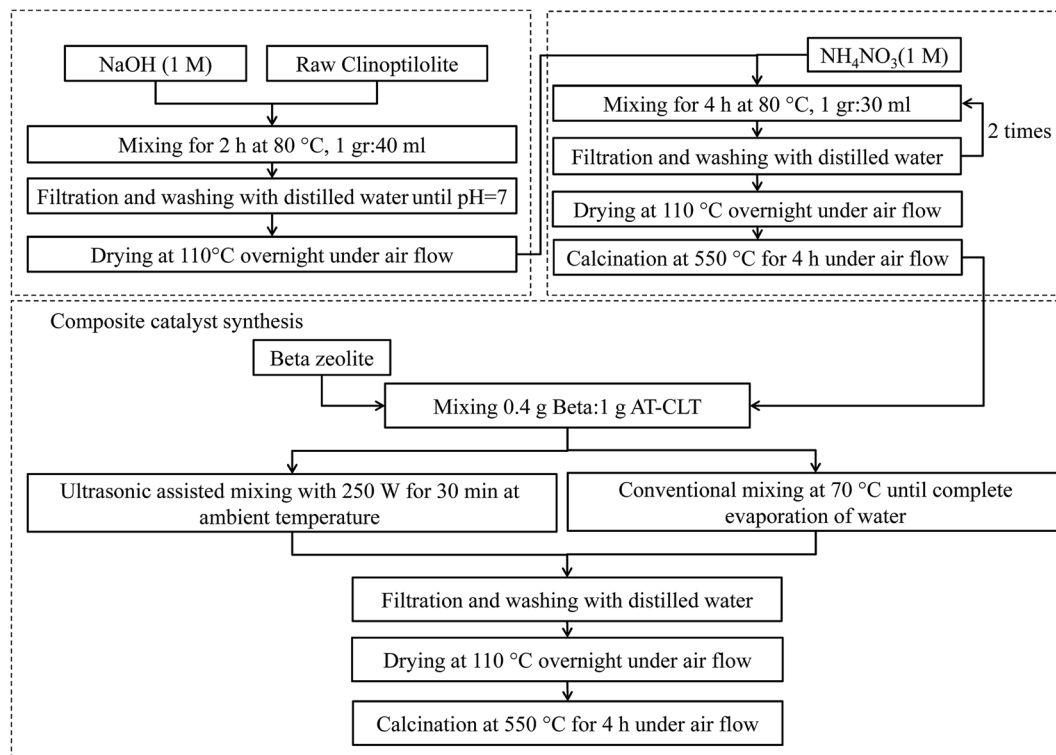 NaOH (1 M)
Raw Clinoptilolite
Mixing for 2 h at 80 °C, 1 gr:40 ml
Filtration and washing with distilled water until pH=7
Drying at 110°C overnight under air flow
NH₄NO₃(1 M)
Mixing for 4 h at 80 °C, 1 gr:30 ml
2 times
Filtration and washing with distilled water
Drying at 110 °C overnight under air flow
Calcination at 550 °C for 4 h under air flow
Composite catalyst synthesis
Beta zeolite
Mixing 0.4 g Beta:1 g AT-CLT
Ultrasonic assisted mixing with 250 W for 30 min at
ambient temperature
Conventional mixing at 70 °C until complete
evaporation of water
Filtration and washing with distilled water
Drying at 110 °C overnight under air flow
Calcination at 550 °C for 4 h under air flow